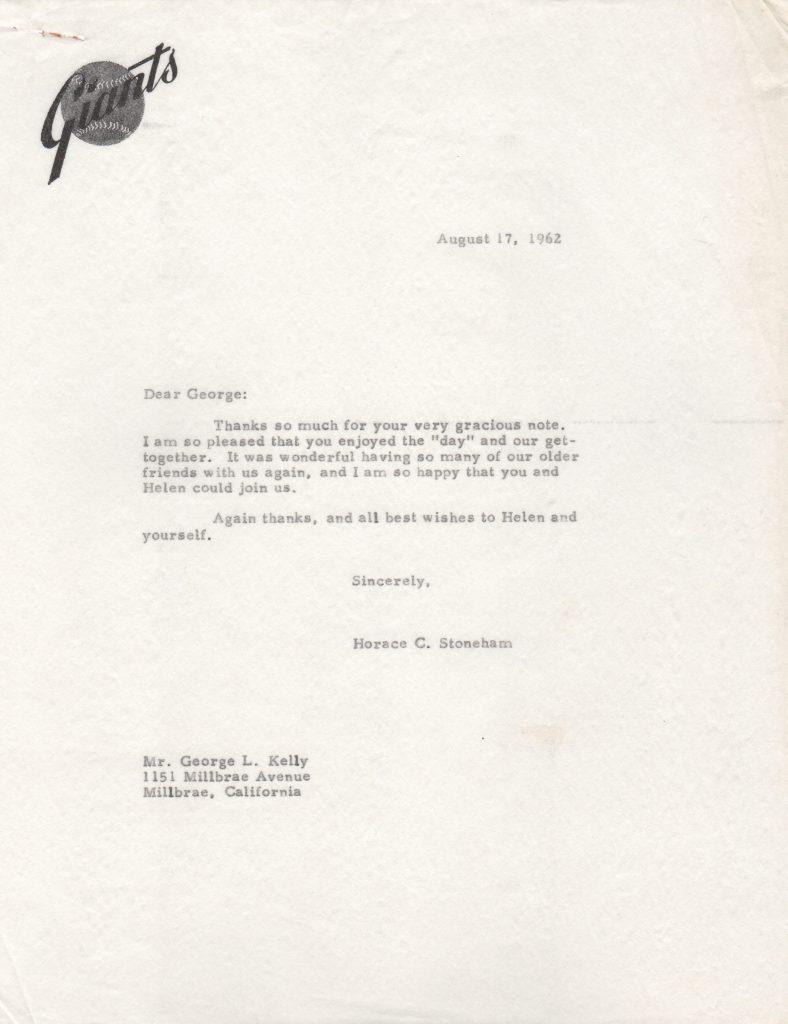 Giants
August 17, 1962
Dear George:
Thanks so much for your very gracious note.
I am so pleased that you enjoyed the "day" and our get-
together. It was wonderful having so many of our older
friends with us again, and I am so happy that you and
Helen could join us.
Again thanks, and all best wishes to Helen and
yourself.
Sincerely,
Horace C. Stoneham
Mr. George L. Kelly
1151 Millbrae Avenue
Millbrae, California